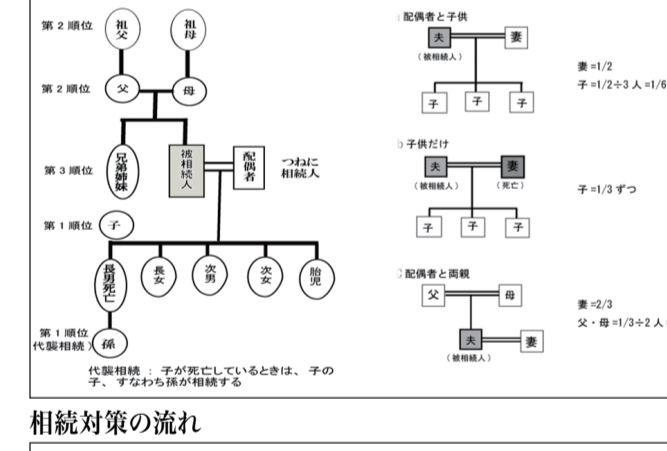 第2順位
祖父
祖母
第2順位
父
母
第3順位
兄弟姉妹
被相続人
配偶者
つねに
相続人
第1順位
子
長男死亡
長女
次男
次女
胎児
第1順位
代襲相続)
孫
代襲相続 : 子が死亡しているときは、子の
子、すなわち孫が相続する
a 配偶者と子供
夫
妻
(被相続人)
子
子
子
妻=1/2
子=1/2÷3人=1/6
b 子供だけ
夫
妻
(被相続人)
(死亡)
子
子
子
子=1/3ずつ
C 配偶者と両親
父
母
夫
妻
(被相続人)
妻=2/3
父・母=1/3÷2人
相続対策の流れ